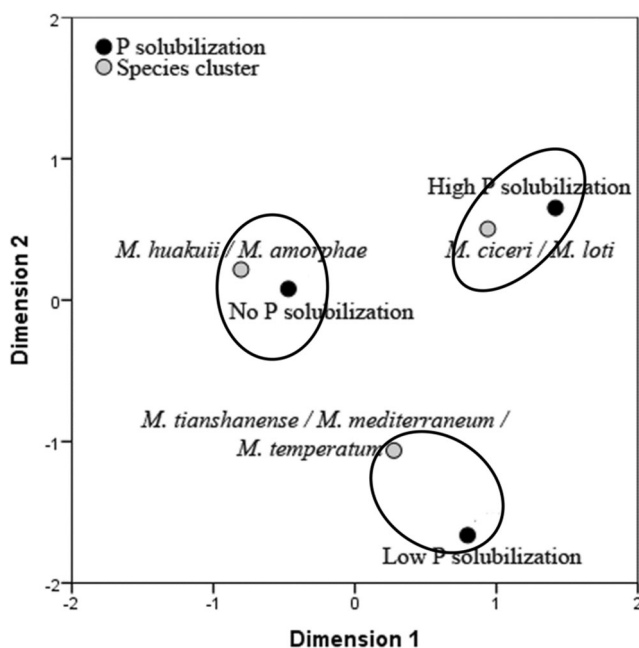 2
P solubilization
Species cluster
1
High P solubilization
M. huakuii / M. amorphae
M. ciceri / M. loti
0
No P solubilization
Dimension 2
M. tianshanense / M. mediterraneum /
M. temperatum
-1
Low P solubilization
-2
-2 -1 0 1 2
Dimension 1